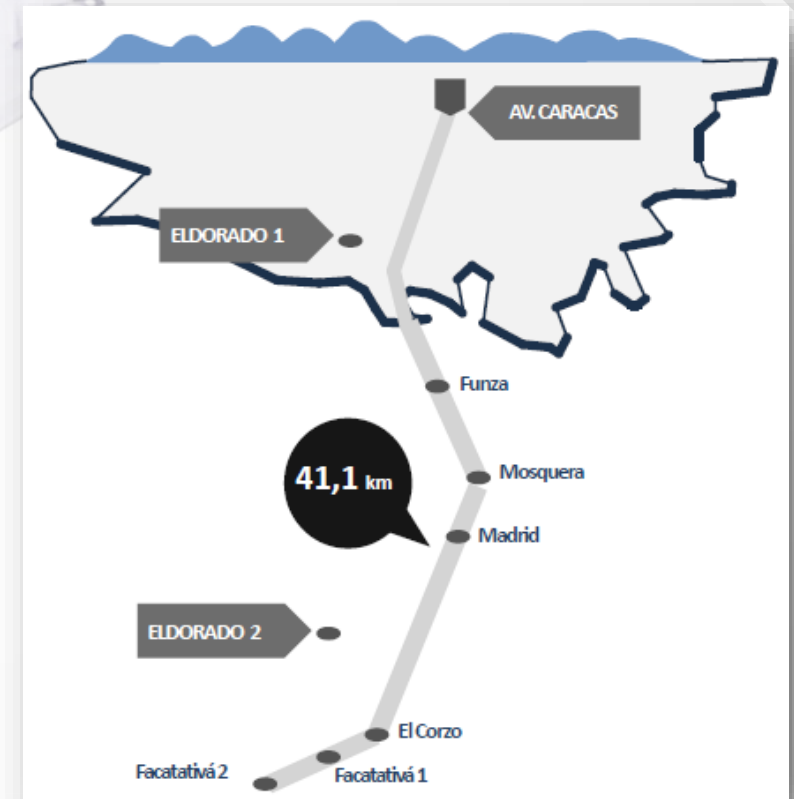 AV. CARACAS
ELDORADO 1
Funza
Mosquera
41,1 km
Madrid
ELDORADO 2
El Corzo
Facatativá 2
Facatativá 1